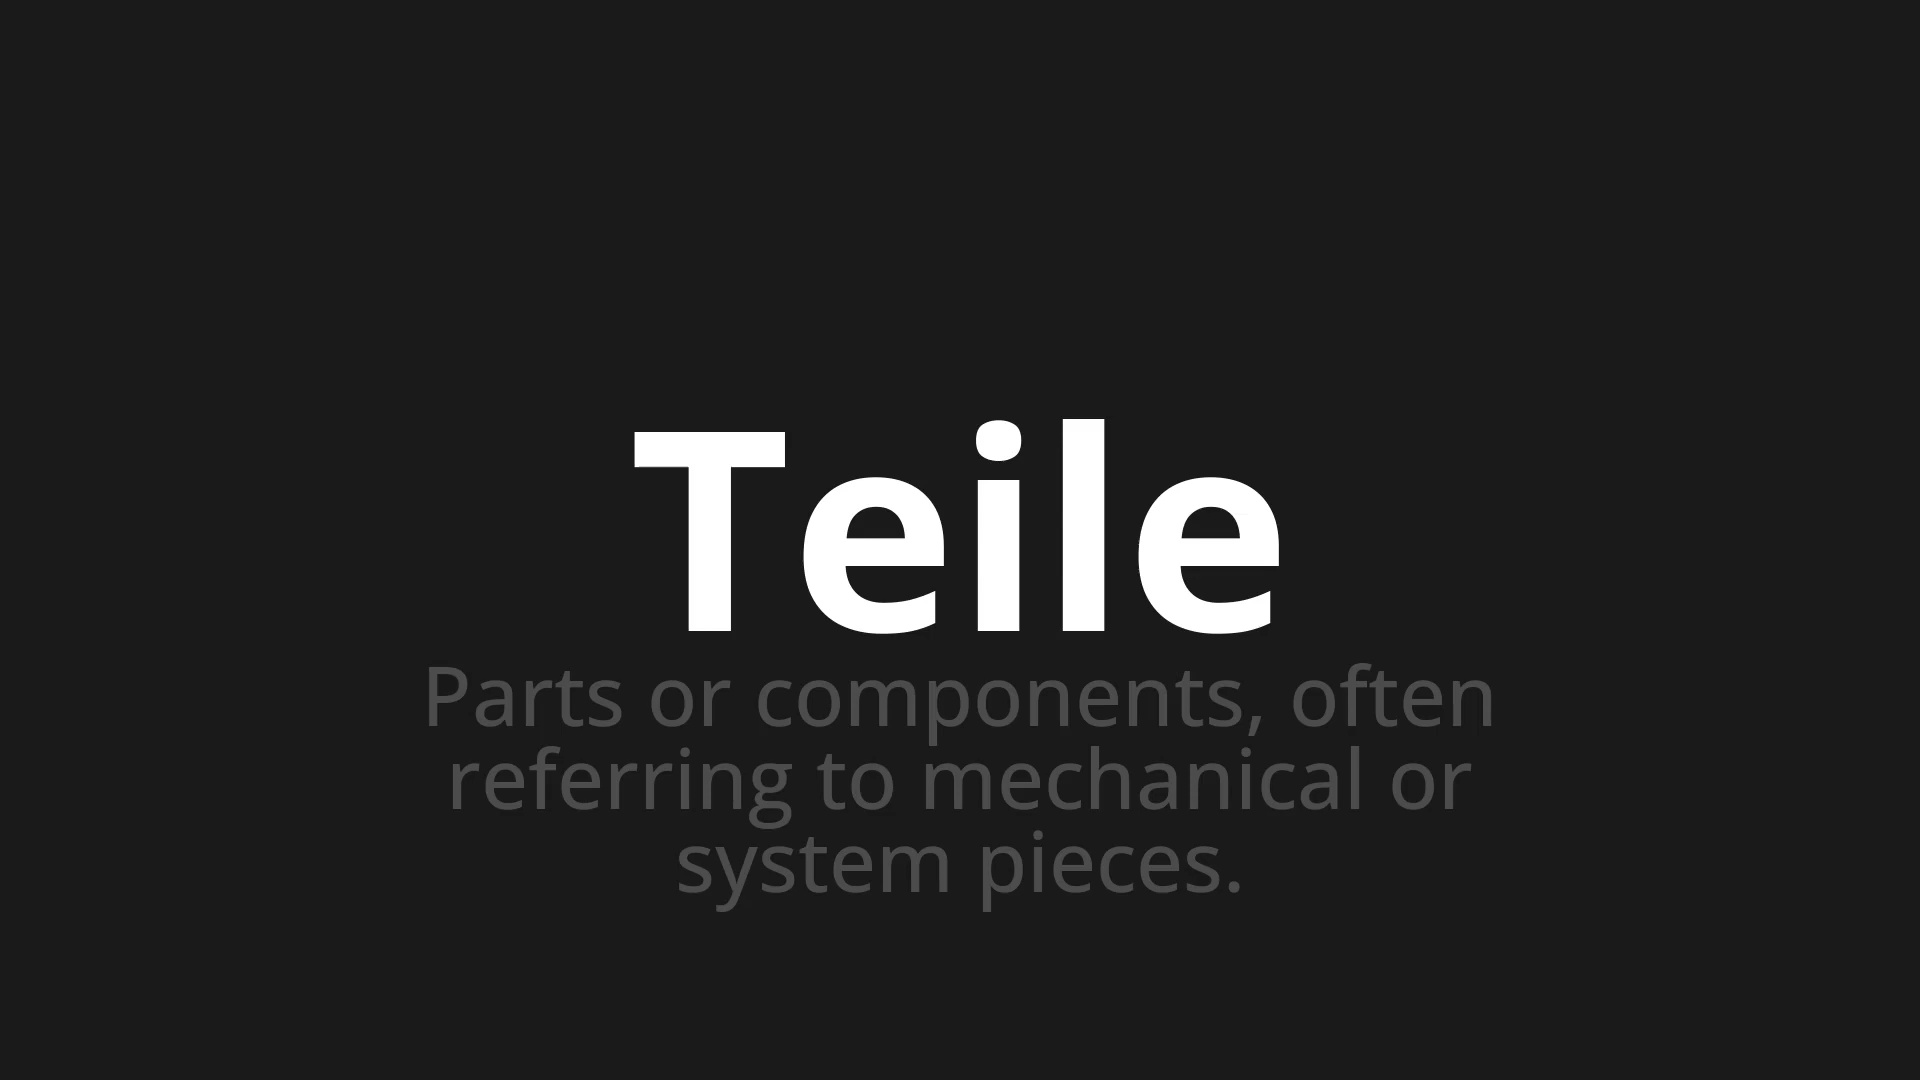 Teile
Parts or components, often
referring to mechanical or
system pieces.